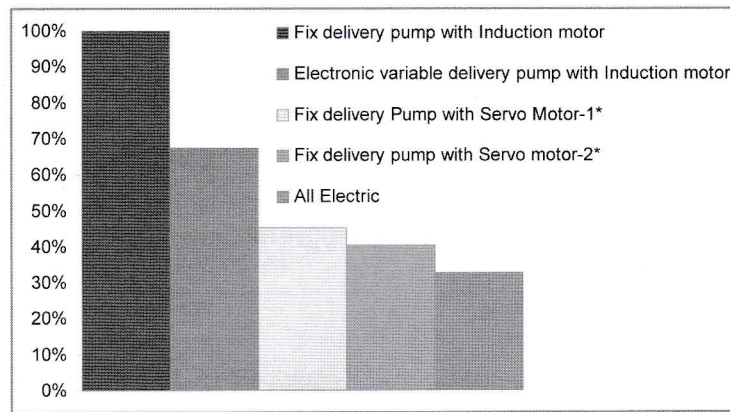 100%
90%
80%
70%
60%
50%
40%
30%
20%
10%
0%
Fix delivery pump with Induction motor
Electronic variable delivery pump with Induction motor
Fix delivery Pump with Servo Motor-1*
Fix delivery pump with Servo motor-2*
All Electric